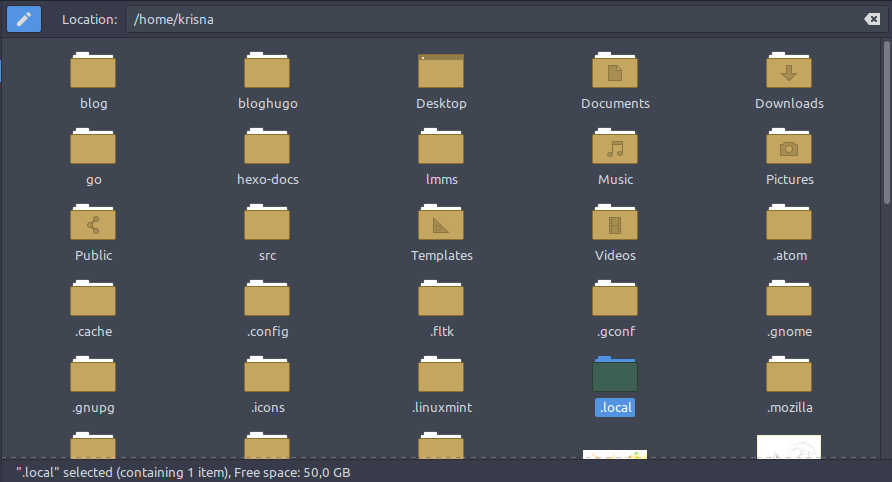 Location: /home/krisna
blog bloghugo Desktop Documents Downloads
go hexo-docs lmms Music Pictures
Public src Templates Videos .atom
.cache .config .fltk .gconf .gnome
.gnupg .icons .linuxmint .local .mozilla
".local" selected (containing 1 item), Free space: 50,0 GB